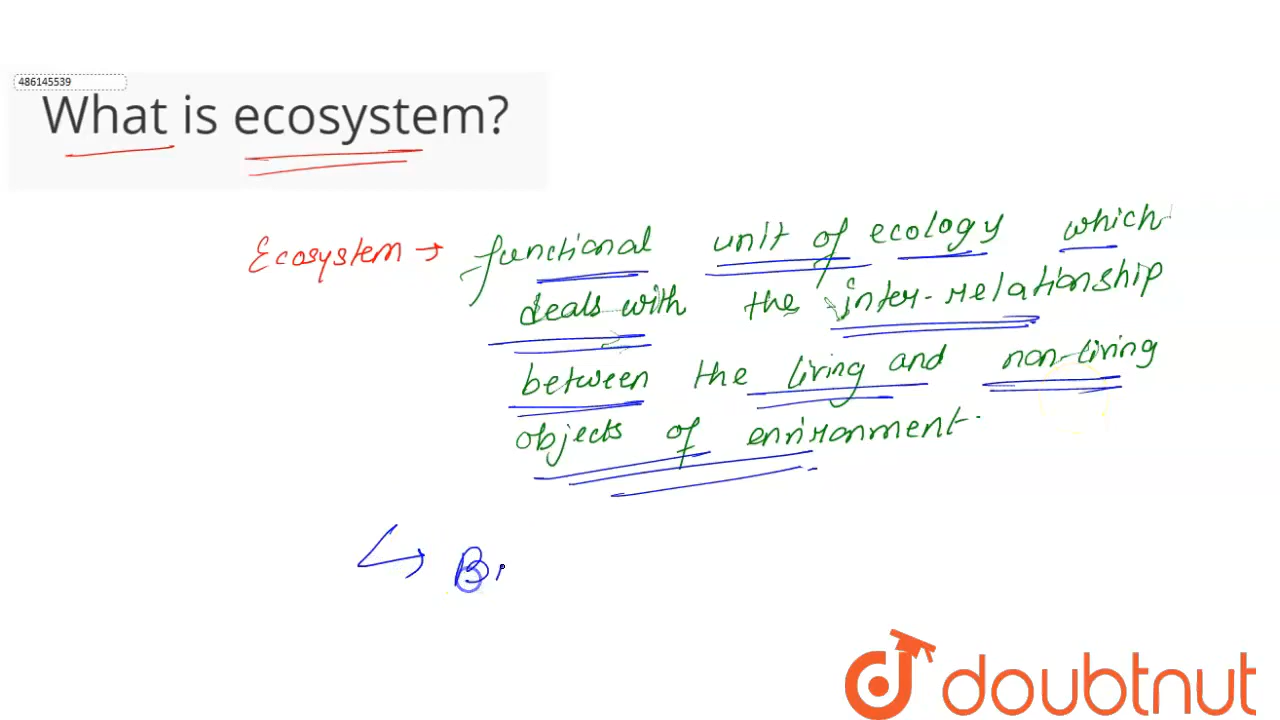 486145539
What is ecosystem?
Ecosystem → functional unit of ecology which
deals with the inter-relationship
between the living and non-living
objects of environment.
↳ Bi
doubtnut